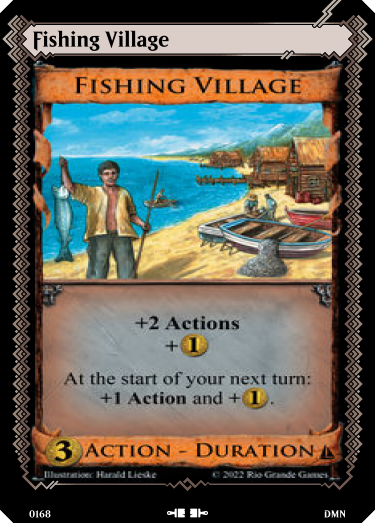 Fishing Village
FISHING VILLAGE
+2 Actions
+1
At the start of your next turn:
+1 Action and +1.
3 ACTION - DURATION
Illustration: Harald Lieske © 2022 Rio Grande Games
0168 DMN